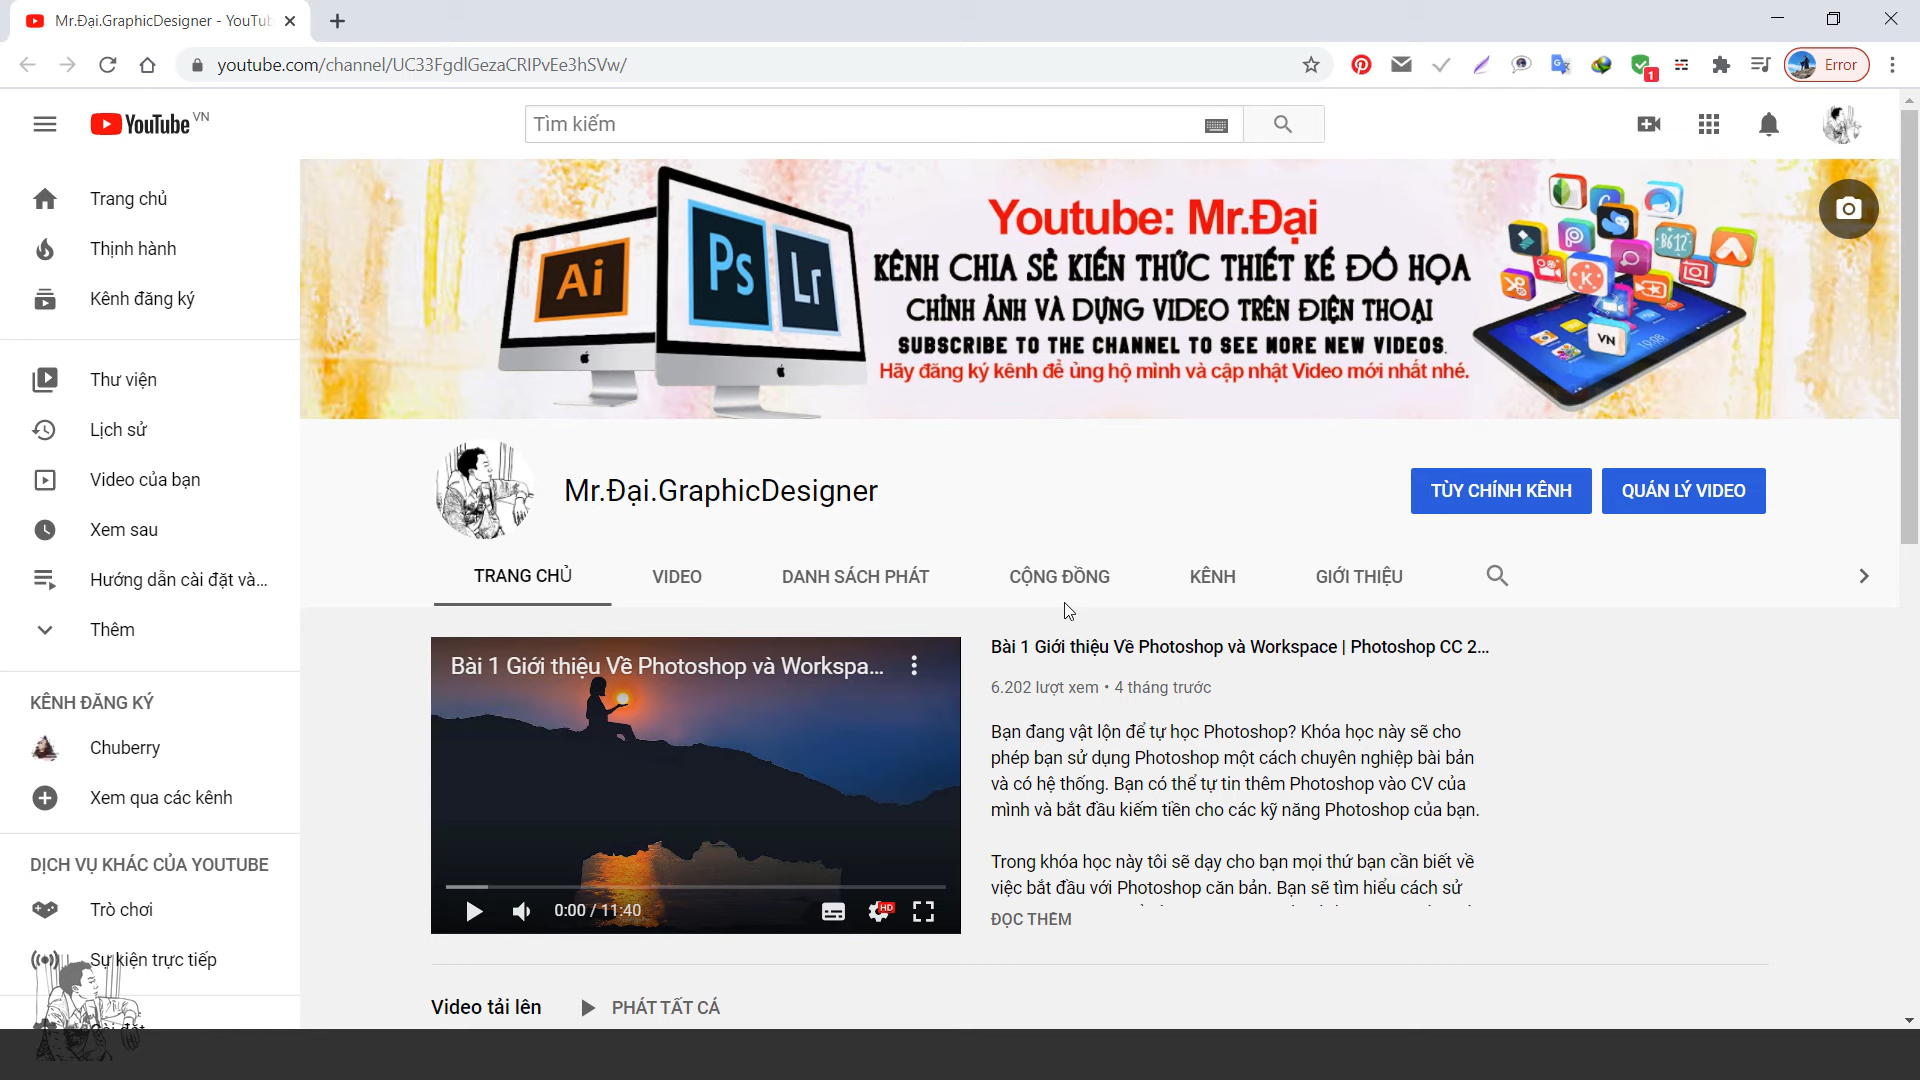 Mr.Đại.GraphicDesigner - YouTub
youtube.com/channel/UC33FgdlGezaCRIPvEe3hSVw/
1
Error
YouTube VN
Tìm kiếm
Trang chủ
Thịnh hành
Kênh đăng ký
Thư viện
Lịch sử
Video của bạn
Xem sau
Hướng dẫn cài đặt và...
Thêm
KÊNH ĐĂNG KÝ
Chuberry
Xem qua các kênh
DỊCH VỤ KHÁC CỦA YOUTUBE
Trò chơi
Sự kiện trực tiếp
Cài đặt
Ai
Ps
Lr
Youtube: Mr.Đại
KÊNH CHIA SẺ KIẾN THỨC THIẾT KẾ ĐỒ HỌA
CHỈNH ẢNH VÀ DỰNG VIDEO TRÊN ĐIỆN THOẠI
SUBSCRIBE TO THE CHANNEL TO SEE MORE NEW VIDEOS.
Hãy đăng ký kênh để ủng hộ mình và cập nhật Video mới nhất nhé.
B612
K
VN
Mr.Đại.GraphicDesigner
TÙY CHỈNH KÊNH
QUẢN LÝ VIDEO
TRANG CHỦ
VIDEO
DANH SÁCH PHÁT
CỘNG ĐỒNG
KÊNH
GIỚI THIỆU
Bài 1 Giới thiệu Về Photoshop và Workspa...
0:00 / 11:40
HD
Bài 1 Giới thiệu Về Photoshop và Workspace | Photoshop CC 2...
6.202 lượt xem • 4 tháng trước
Bạn đang vật lộn để tự học Photoshop? Khóa học này sẽ cho
phép bạn sử dụng Photoshop một cách chuyên nghiệp bài bản
và có hệ thống. Bạn có thể tự tin thêm Photoshop vào CV của
mình và bắt đầu kiếm tiền cho các kỹ năng Photoshop của bạn.
Trong khóa học này tôi sẽ dạy cho bạn mọi thứ bạn cần biết về
việc bắt đầu với Photoshop căn bản. Bạn sẽ tìm hiểu cách sử
ĐỌC THÊM
Video tải lên
PHÁT TẤT CẢ